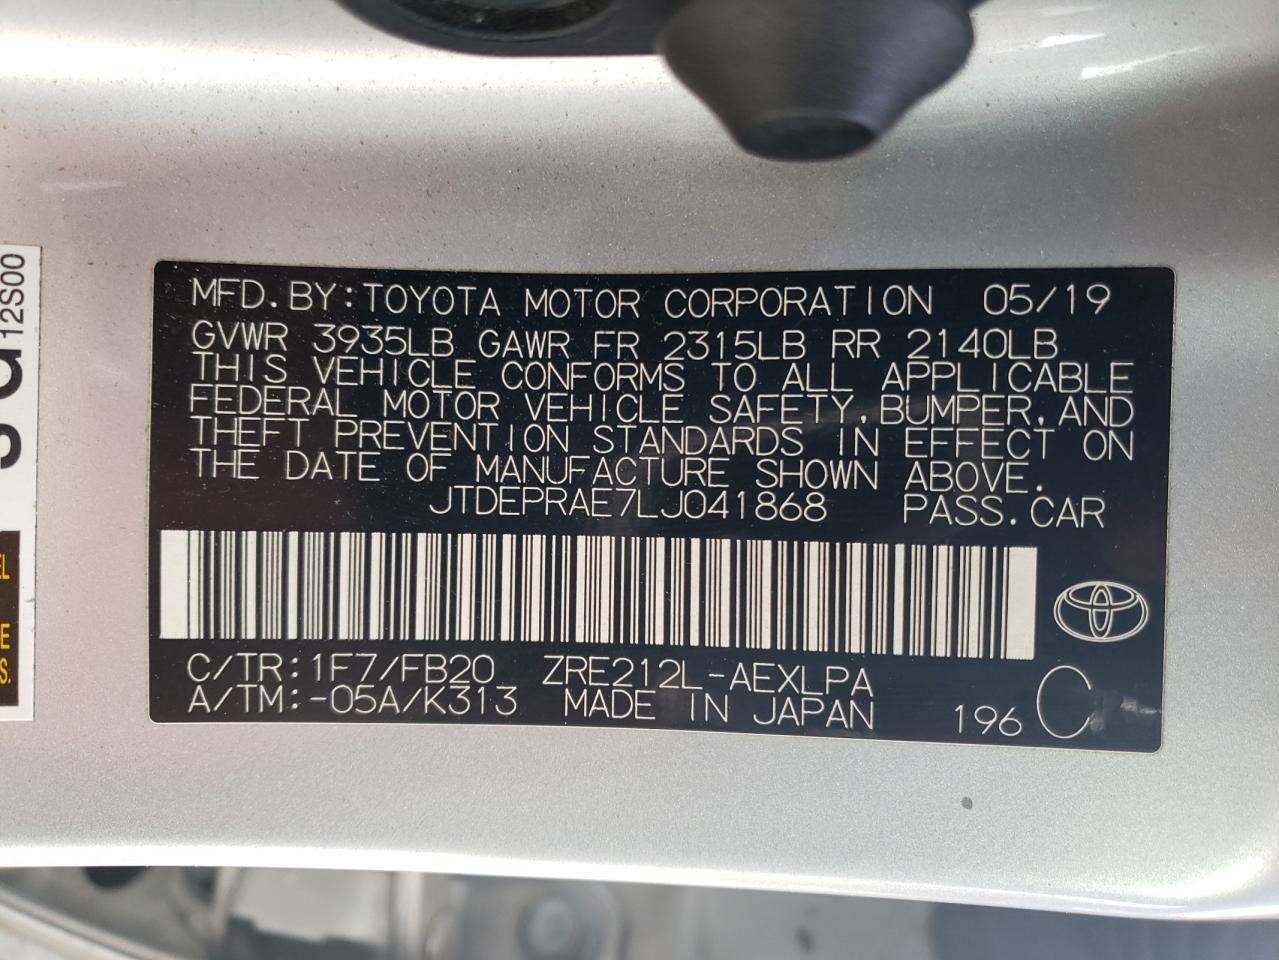 MFD.BY:TOYOTA MOTOR CORPORATION 05/19
GVWR 3935LB GAWR FR 2315LB RR 2140LB
THIS VEHICLE CONFORMS TO ALL APPLICABLE
FEDERAL MOTOR VEHICLE SAFETY,BUMPER,AND
THEFT PREVENTION STANDARDS IN EFFECT ON
THE DATE OF MANUFACTURE SHOWN ABOVE.
JTDEPRAE7LJ041868 PASS.CAR
C/TR:1F7/FB20 ZRE212L-AEXLPA
A/TM:-05A/K313 MADE IN JAPAN 196 C
12S00